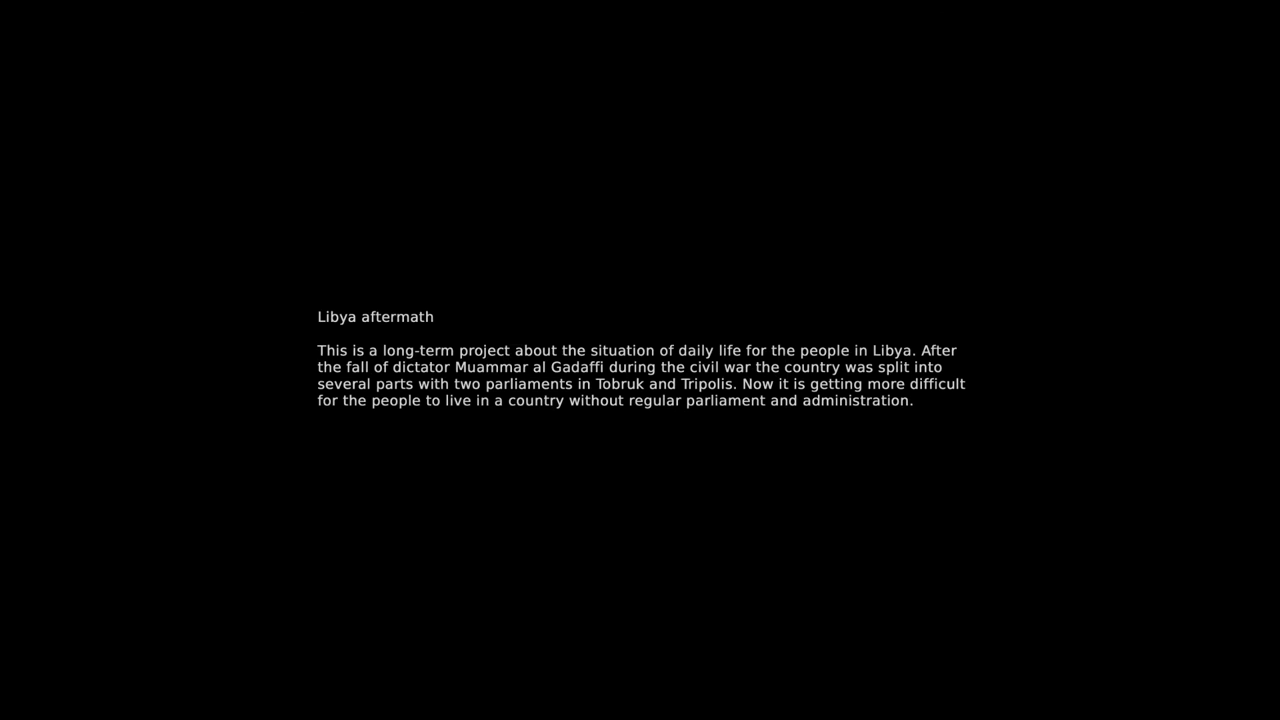 Libya aftermath
This is a long-term project about the situation of daily life for the people in Libya. After
the fall of dictator Muammar al Gadaffi during the civil war the country was split into
several parts with two parliaments in Tobruk and Tripolis. Now it is getting more difficult
for the people to live in a country without regular parliament and administration.